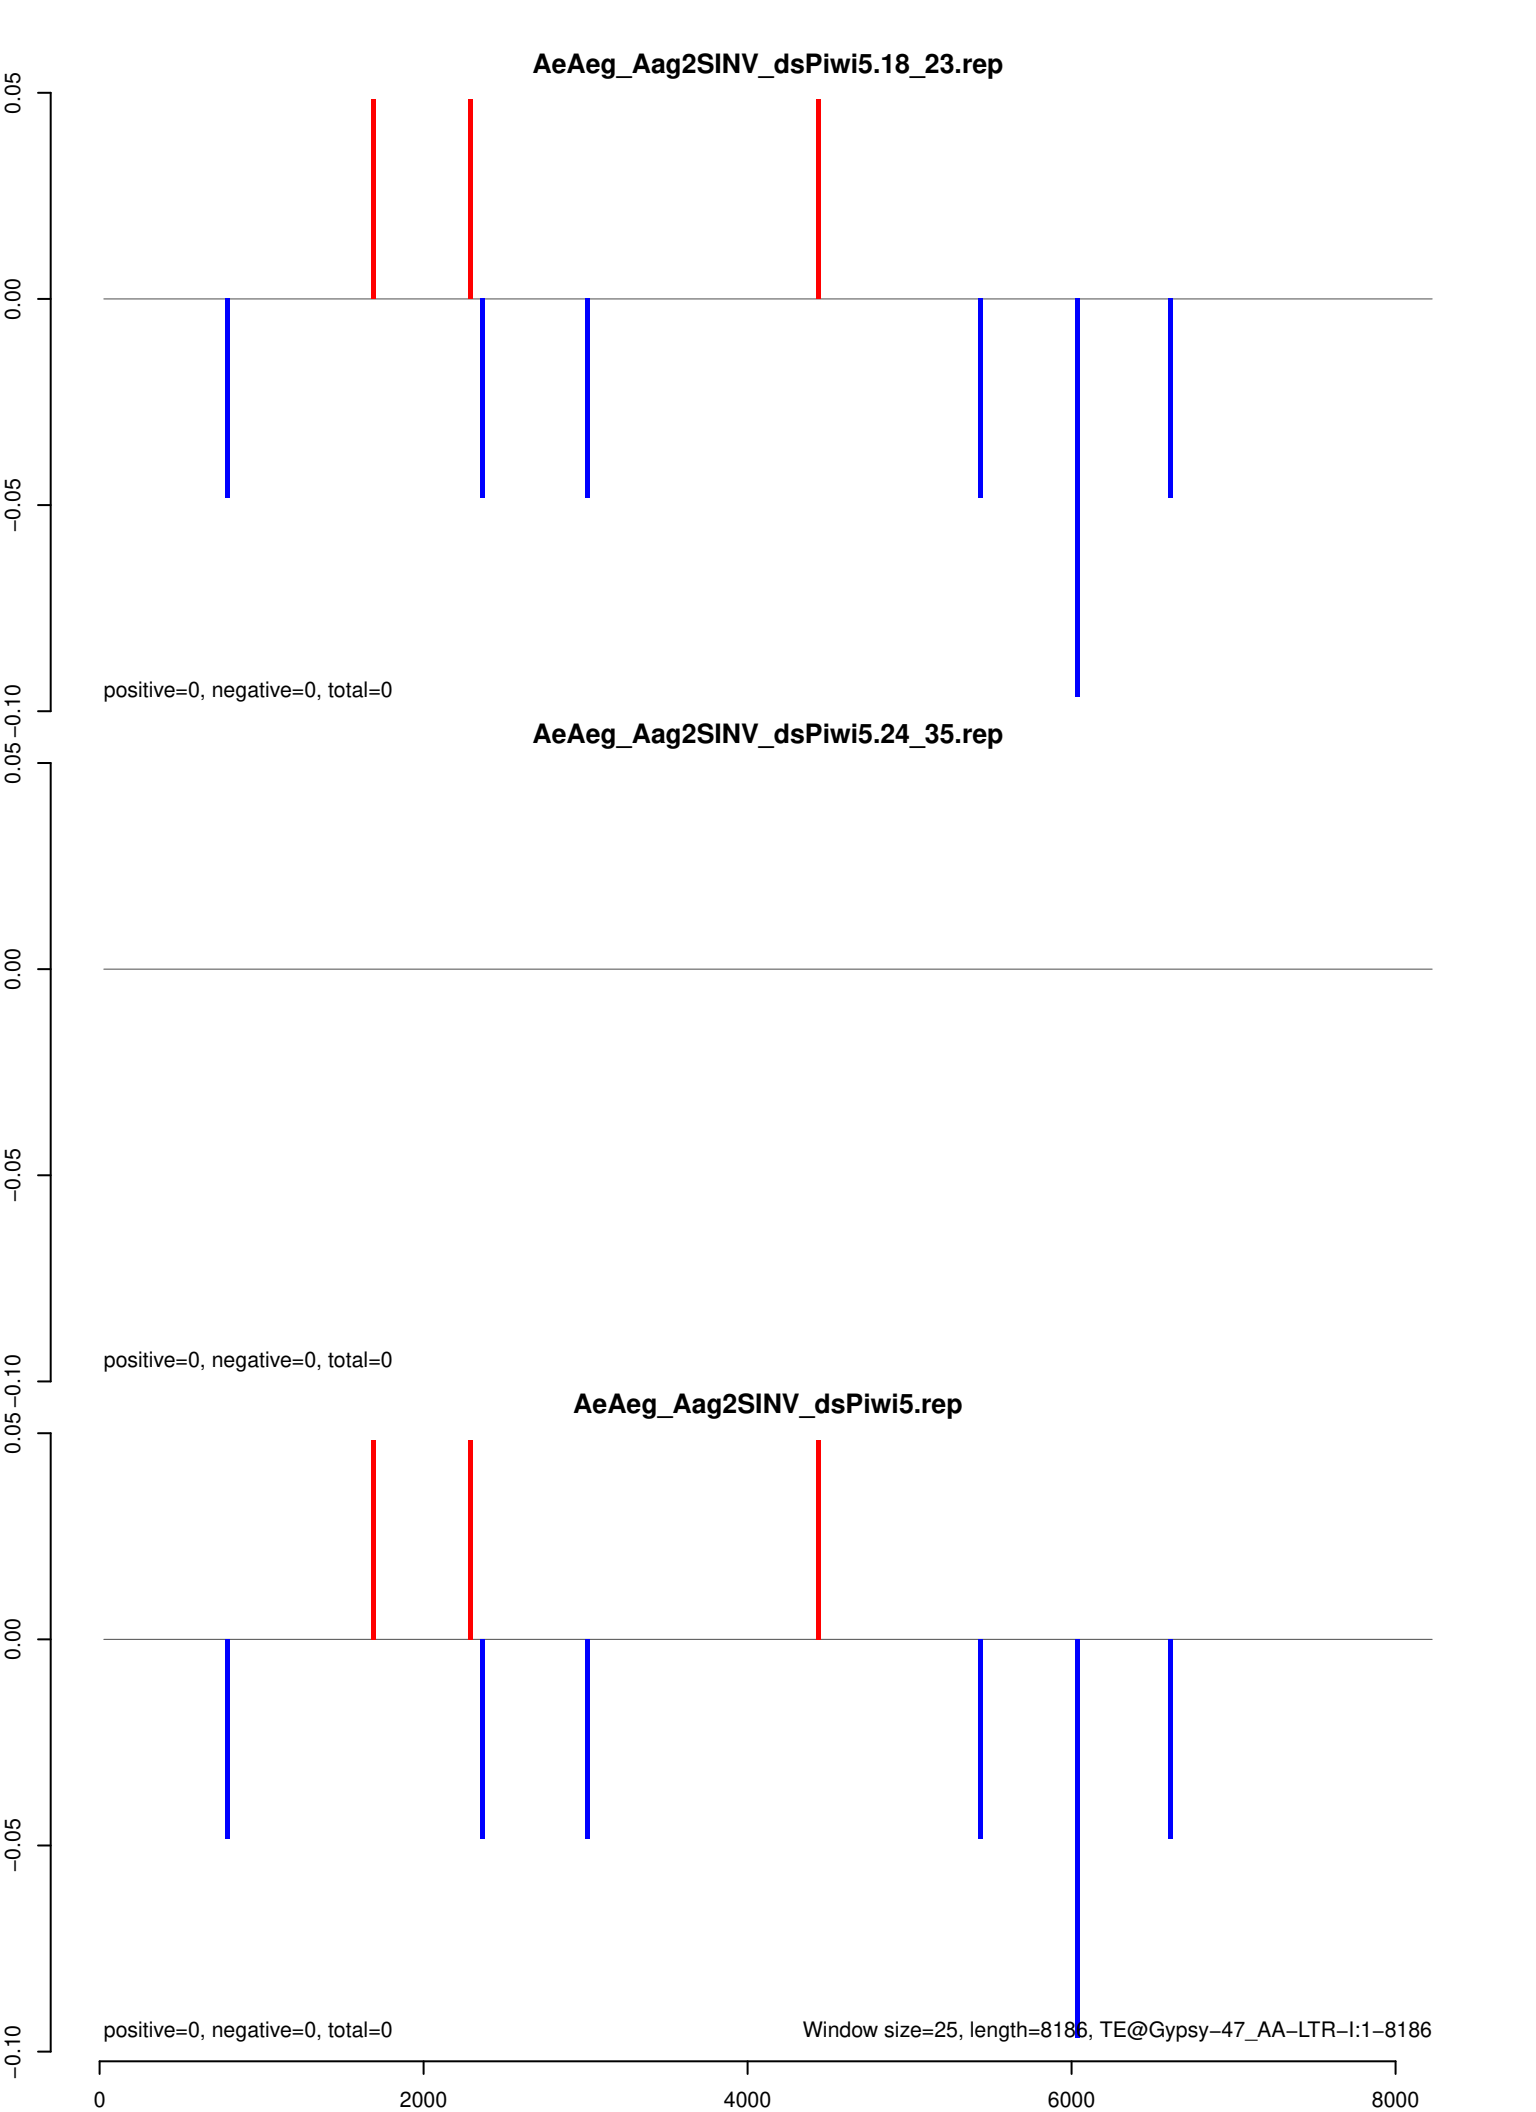 AeAeg_Aag2SINV_dsPiwi5.18_23.rep
0.05
0.00
−0.05
−0.10
positive=0, negative=0, total=0
AeAeg_Aag2SINV_dsPiwi5.24_35.rep
0.05
0.00
−0.05
−0.10
positive=0, negative=0, total=0
AeAeg_Aag2SINV_dsPiwi5.rep
0.05
0.00
−0.05
−0.10
positive=0, negative=0, total=0
Window size=25, length=8186, TE@Gypsy−47_AA−LTR−I:1−8186
0 2000 4000 6000 8000